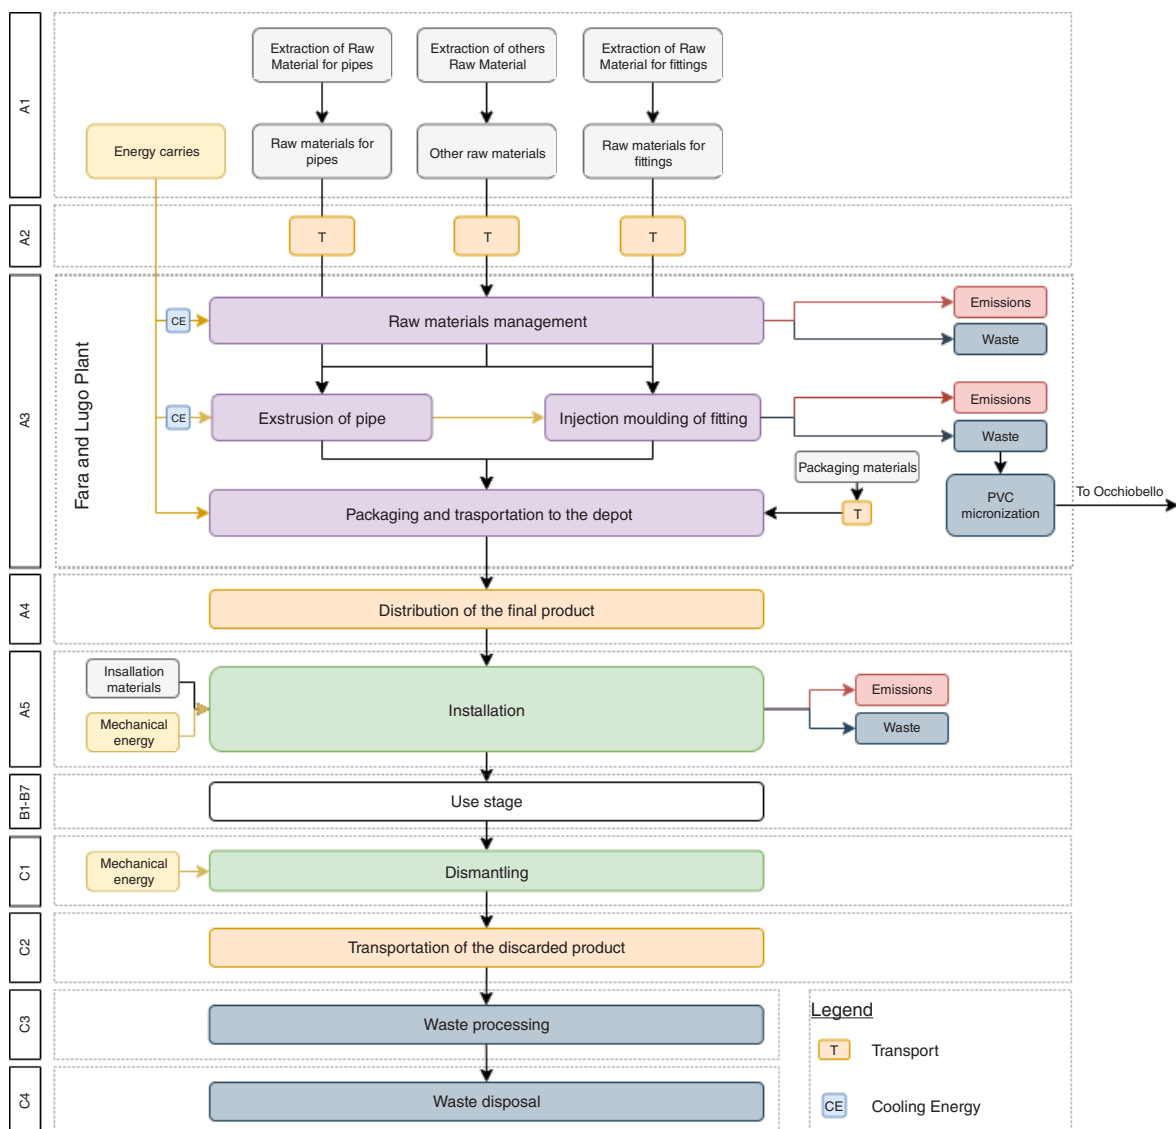 A1
Extraction of Raw
Material for pipes
Extraction of others
Raw Material
Extraction of Raw
Material for fittings
Energy carries
Raw materials for
pipes
Other raw materials
Raw materials for
fittings
A2
T
T
T
A3
Fara and Lugo Plant
CE
Raw materials management
Emissions
Waste
CE
Exstrusion of pipe
Injection moulding of fitting
Emissions
Waste
Packaging materials
T
Packaging and trasportation to the depot
PVC
micronization
To Occhiobello
A4
Distribution of the final product
A5
Insallation
materials
Mechanical
energy
Installation
Emissions
Waste
B1-B7
Use stage
C1
Mechanical
energy
Dismantling
C2
Transportation of the discarded product
C3
Waste processing
C4
Waste disposal
Legend
T
Transport
CE
Cooling Energy